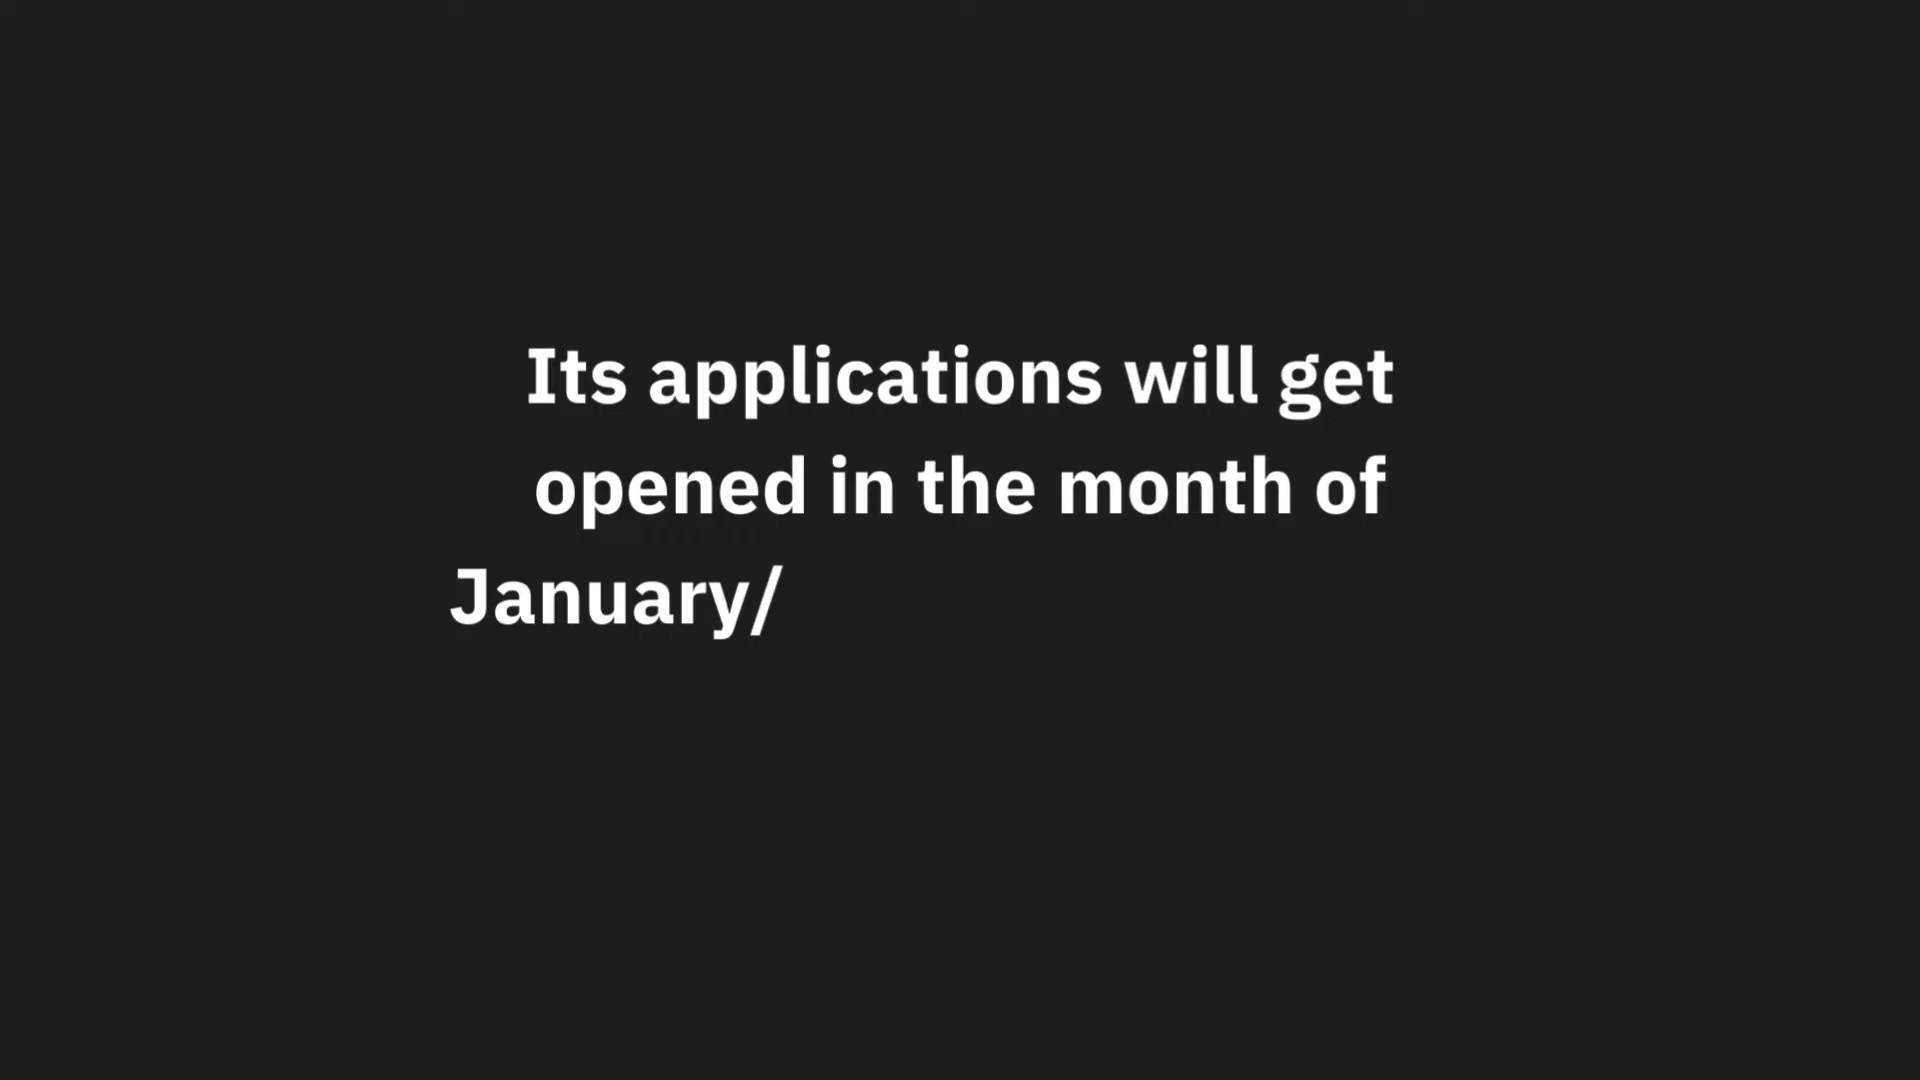 Its applications will get
opened in the month of
January/